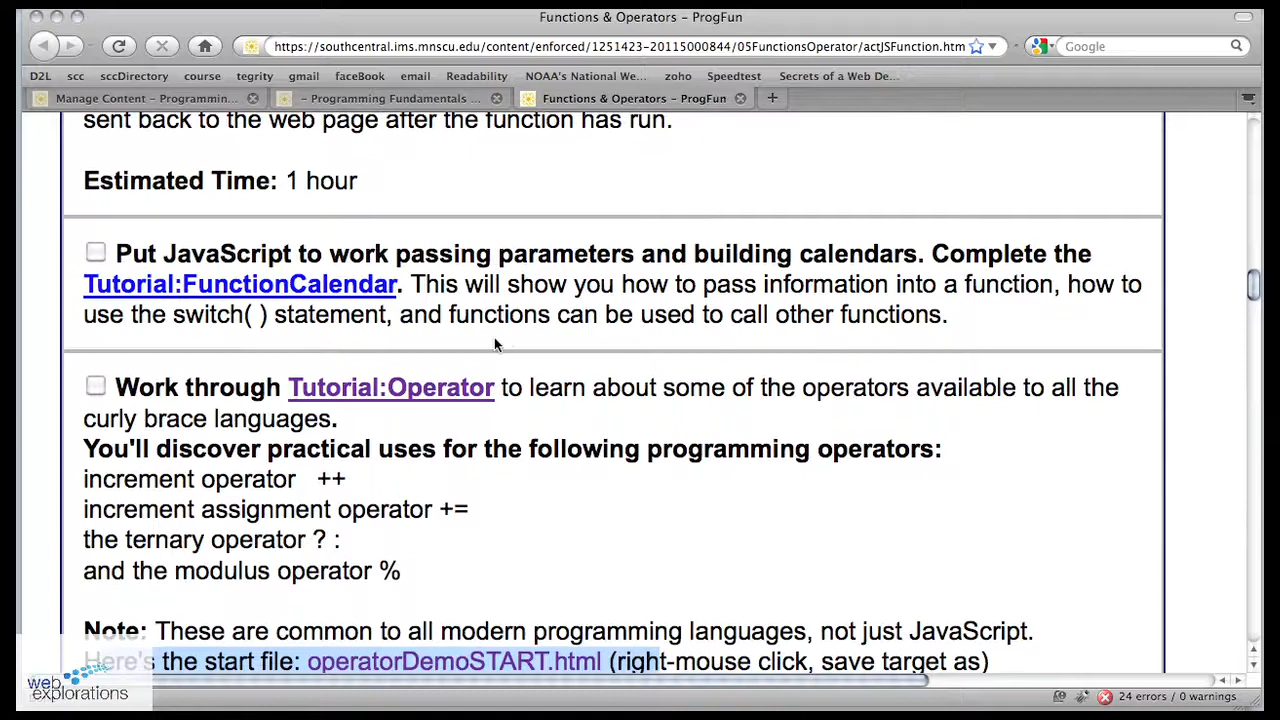 Functions & Operators – ProgFun
https://southcentral.ims.mnscu.edu/content/enforced/1251423-20115000844/05FuntionsOperator/actJSFunction.htm
Google
D2L scc sccDirectory course tegrity gmail faceBook email Readability NOAA's National We... zoho Speedtest Secrets of a Web De...
Manage Content – Programmin... – Programming Fundamentals ... Functions & Operators – ProgFun
sent back to the web page after the function has run.
Estimated Time: 1 hour
Put JavaScript to work passing parameters and building calendars. Complete the
Tutorial:FunctionCalendar. This will show you how to pass information into a function, how to
use the switch( ) statement, and functions can be used to call other functions.
Work through Tutorial:Operator to learn about some of the operators available to all the
curly brace languages.
You'll discover practical uses for the following programming operators:
increment operator ++
increment assignment operator +=
the ternary operator ? :
and the modulus operator %
Note: These are common to all modern programming languages, not just JavaScript.
Here's the start file: operatorDemoSTART.html (right-mouse click, save target as)
web explorations
24 errors / 0 warnings